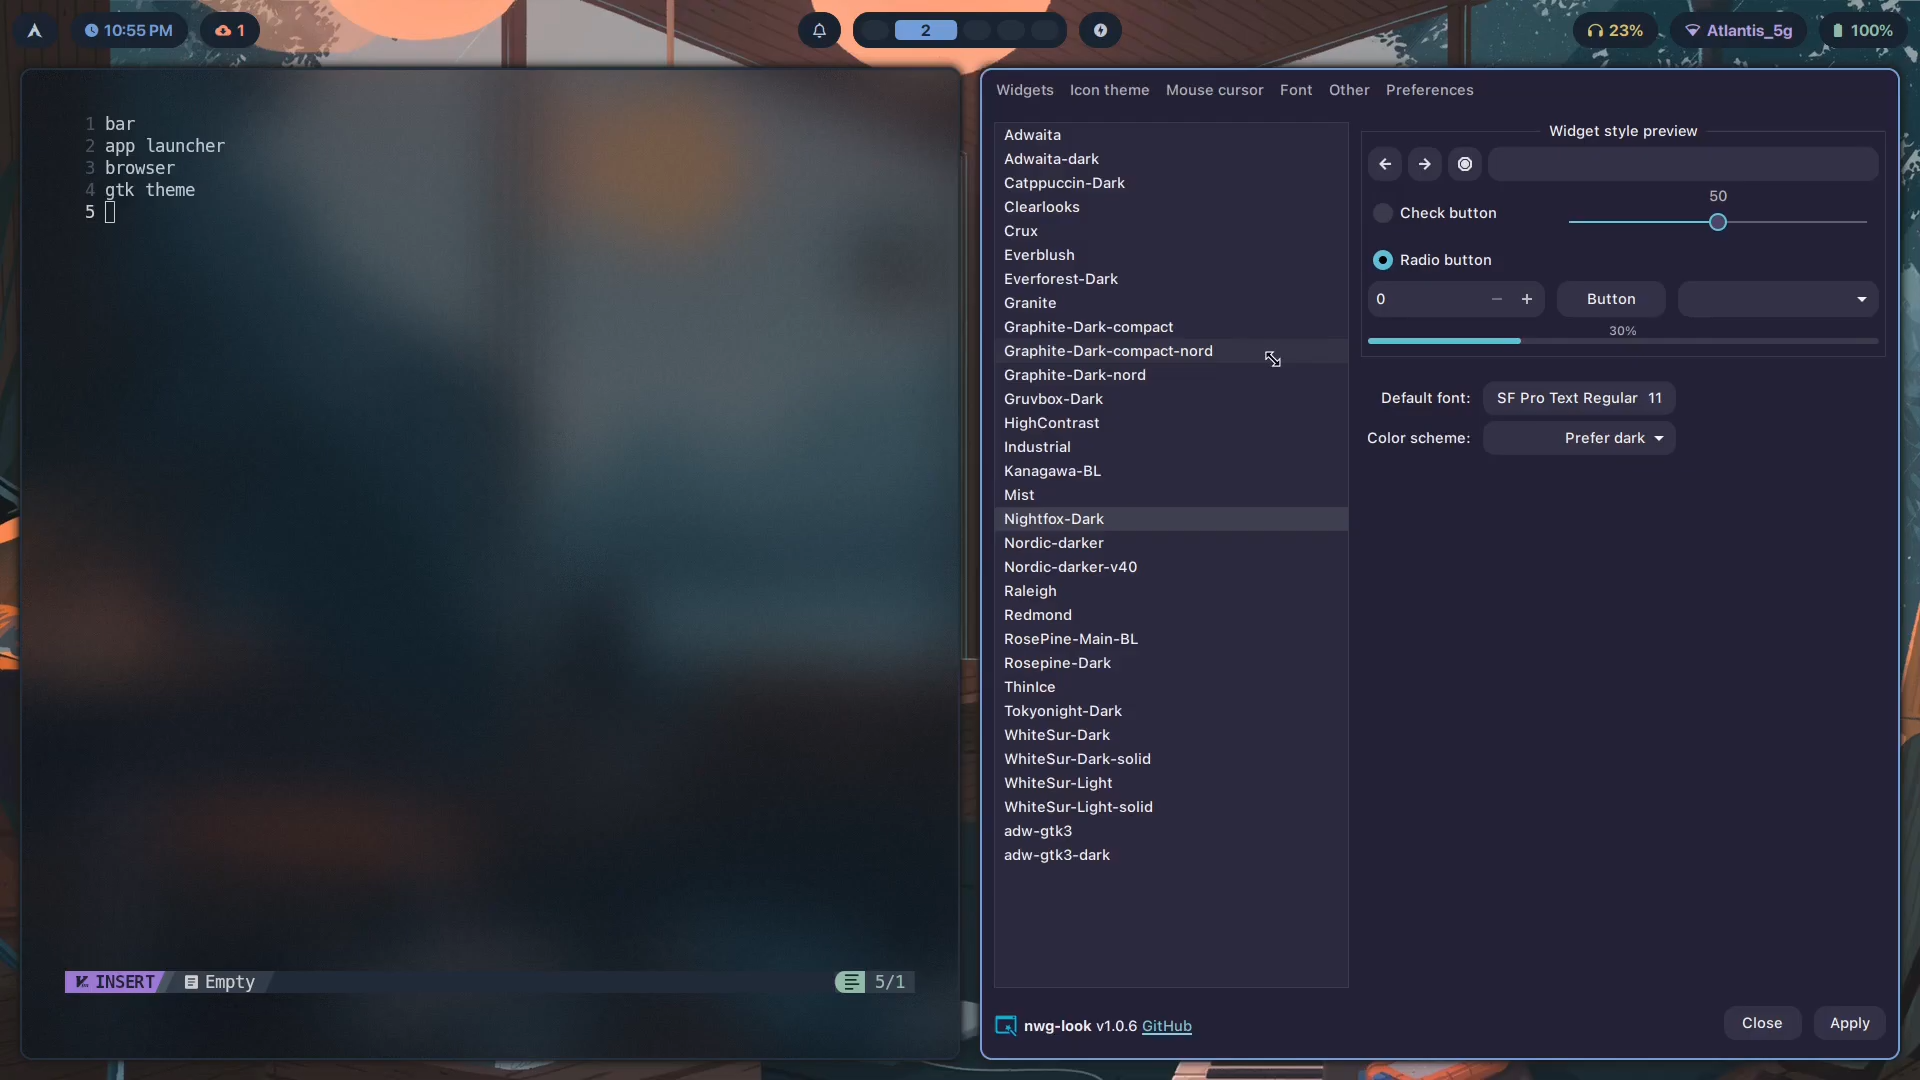 10:55 PM
1
2
23%
Atlantis_5g
100%
1 bar
2 app launcher
3 browser
4 gtk theme
5
INSERT
Empty
5/1
Widgets Icon theme Mouse cursor Font Other Preferences
Adwaita
Adwaita-dark
Catppuccin-Dark
Clearlooks
Crux
Everblush
Everforest-Dark
Granite
Graphite-Dark-compact
Graphite-Dark-compact-nord
Graphite-Dark-nord
Gruvbox-Dark
HighContrast
Industrial
Kanagawa-BL
Mist
Nightfox-Dark
Nordic-darker
Nordic-darker-v40
Raleigh
Redmond
RosePine-Main-BL
Rosepine-Dark
ThinIce
Tokyonight-Dark
WhiteSur-Dark
WhiteSur-Dark-solid
WhiteSur-Light
WhiteSur-Light-solid
adw-gtk3
adw-gtk3-dark
Widget style preview
50
Check button
Radio button
0 − +
Button
30%
Default font: SF Pro Text Regular 11
Color scheme: Prefer dark
nwg-look v1.0.6 GitHub
Close
Apply